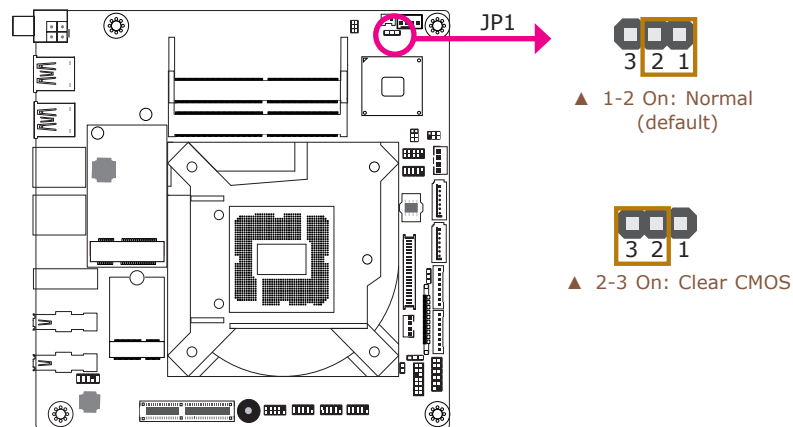 JP1
3 2 1
▲ 1-2 On: Normal
(default)
3 2 1
▲ 2-3 On: Clear CMOS